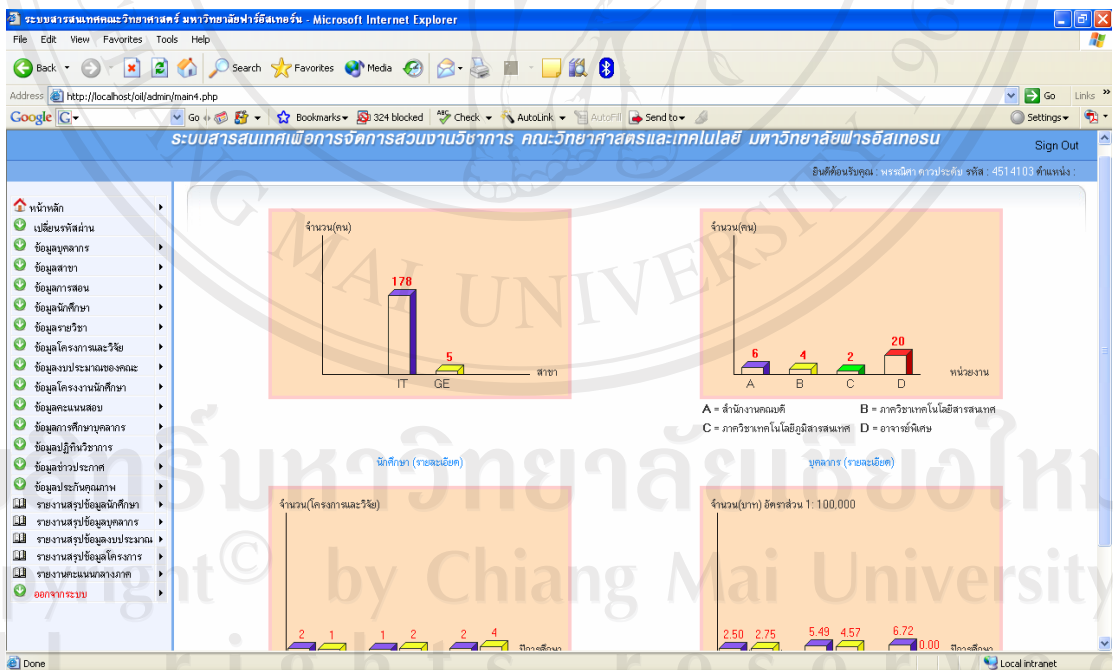 ระบบสารสนเทศคณะวิทยาศาสตร์ มหาวิทยาลัยฟาร์อีสเทอร์น - Microsoft Internet Explorer
File Edit View Favorites Tools Help
Back Search Favorites Media
Address http://localhost/oil/admin/main4.php Go Links »
Google G Go Bookmarks 324 blocked Check AutoLink AutoFill Send to Settings
ระบบสารสนเทศเพื่อการจัดการส่วนงานวิชาการ คณะวิทยาศาสตร์และเทคโนโลยี มหาวิทยาลัยฟาร์อีสเทอร์น
Sign Out
ยินดีต้อนรับคุณ : พรรณิศา ดาวประดับ รหัส : 4514103 ตำแหน่ง :
หน้าหลัก
เปลี่ยนรหัสผ่าน
ข้อมูลบุคลากร
ข้อมูลสาขา
ข้อมูลการสอน
ข้อมูลนักศึกษา
ข้อมูลรายวิชา
ข้อมูลโครงการและวิจัย
ข้อมูลงบประมาณของคณะ
ข้อมูลโครงงานนักศึกษา
ข้อมูลคะแนนสอบ
ข้อมูลการศึกษาบุคลากร
ข้อมูลปฏิทินวิชาการ
ข้อมูลข่าวประกาศ
ข้อมูลประกันคุณภาพ
รายงานสรุปข้อมูลนักศึกษา
รายงานสรุปข้อมูลบุคลากร
รายงานสรุปข้อมูลงบประมาณ
รายงานสรุปข้อมูลโครงการ
รายงานคะแนนกลางภาค
ออกจากระบบ
จำนวน(คน)
178
5
IT GE สาขา
นักศึกษา (รายละเอียด)
จำนวน(คน)
6 4 2 20
A B C D หน่วยงาน
A = สำนักงานคณบดี B = ภาควิชาเทคโนโลยีสารสนเทศ
C = ภาควิชาเทคโนโลยีภูมิสารสนเทศ D = อาจารย์พิเศษ
บุคลากร (รายละเอียด)
จำนวน(โครงการและวิจัย)
2 1 1 2 2 4 ปีการศึกษา
จำนวน(บาท) อัตราส่วน 1: 100,000
2.50 2.75 5.49 4.57 6.72 0.00 ปีการศึกษา
Done Local intranet
MAI UNIVERS
by Chiang Mai University